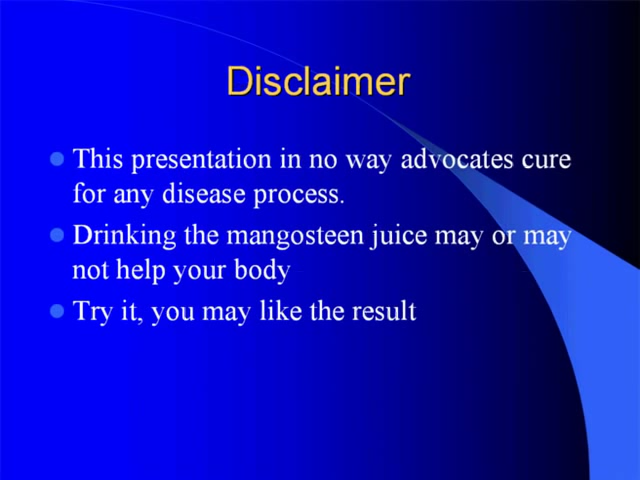 Disclaimer
This presentation in no way advocates cure
for any disease process.
Drinking the mangosteen juice may or may
not help your body
Try it, you may like the result